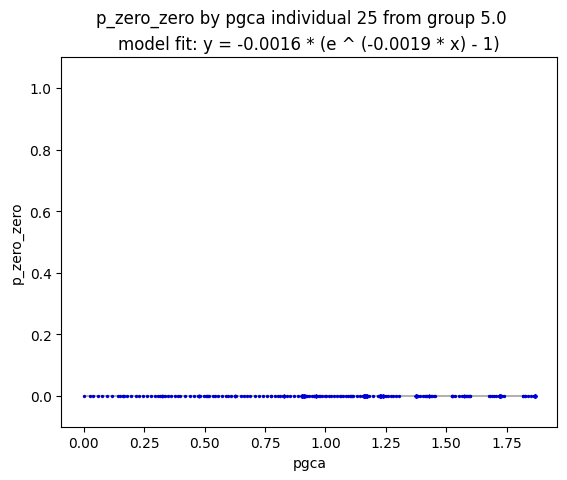 p_zero_zero by pgca individual 25 from group 5.0
model fit: y = -0.0016 * (e ^ (-0.0019 * x) - 1)
1.0
0.8
0.6
0.4
0.2
0.0
p_zero_zero
0.00 0.25 0.50 0.75 1.00 1.25 1.50 1.75
pgca